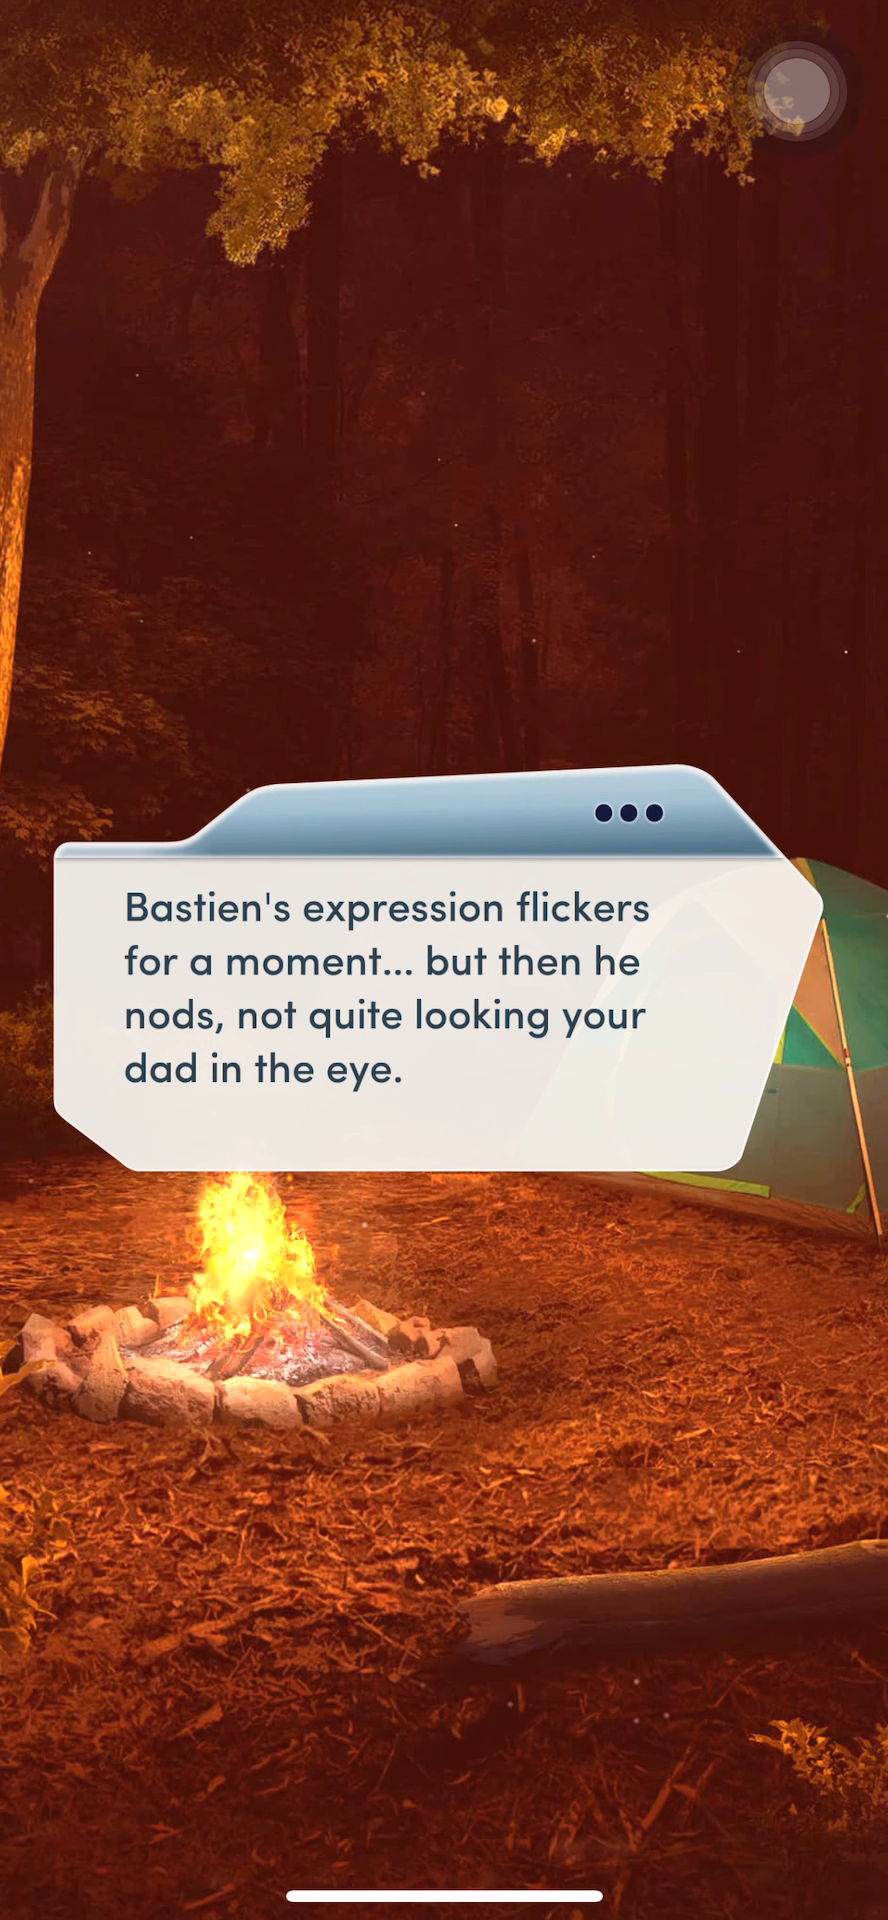 Bastien's expression flickers
for a moment... but then he
nods, not quite looking your
dad in the eye.